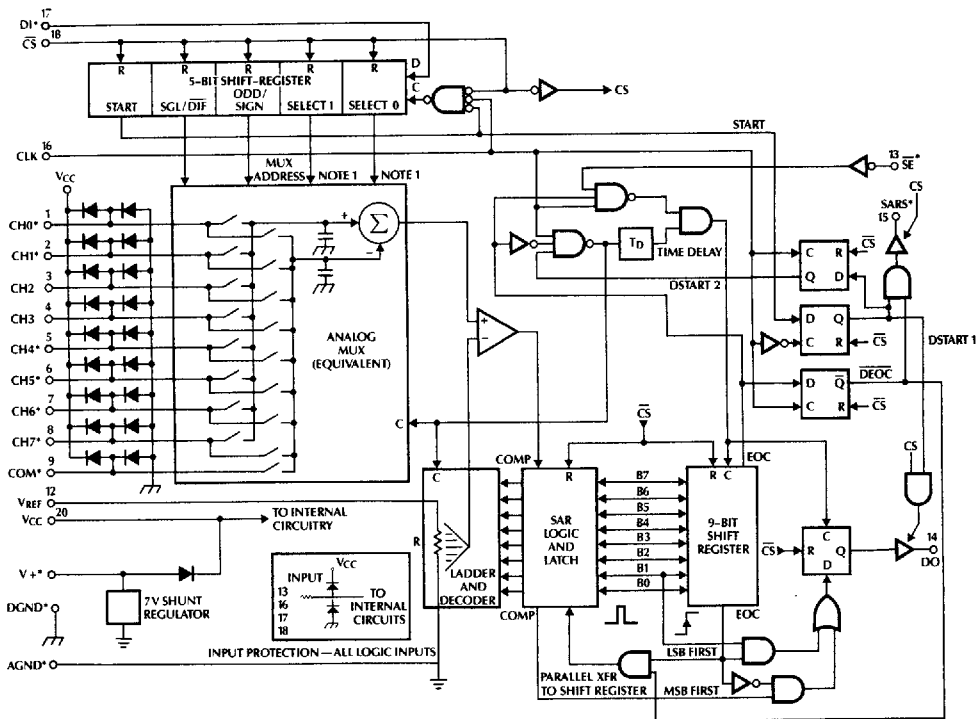 17
DI*
18
CS
R R R R R D
5-BIT SHIFT-REGISTER
C
START
SGL/DIF
ODD/
SIGN
SELECT 1
SELECT 0
CS
START
16
CLK
MUX
ADDRESS
NOTE 1
NOTE 1
13
SE*
CS
SARS*
15
VCC
1
CH0*
2
CH1*
3
CH2
4
CH3
5
CH4*
6
CH5*
7
CH6*
8
CH7*
9
COM*
+
Σ
−
ANALOG
MUX
(EQUIVALENT)
C
+
−
TD
TIME DELAY
DSTART 2
C R
CS
Q D
D Q
C R
CS
DSTART 1
D Q
DEOC
C R
CS
CS
12
VREF
20
VCC
TO INTERNAL
CIRCUITRY
V+*
7 V SHUNT
REGULATOR
DGND*
AGND*
VCC
INPUT
13
16
17
18
TO
INTERNAL
CIRCUITS
INPUT PROTECTION—ALL LOGIC INPUTS
C
R
LADDER
AND
DECODER
COMP
COMP
R
SAR
LOGIC
AND
LATCH
CS
B7
B6
B5
B4
B3
B2
B1
B0
R C
EOC
9-BIT
SHIFT
REGISTER
EOC
CS
C
R Q
D
14
DO
LSB FIRST
PARALLEL XFR
TO SHIFT REGISTER
MSB FIRST